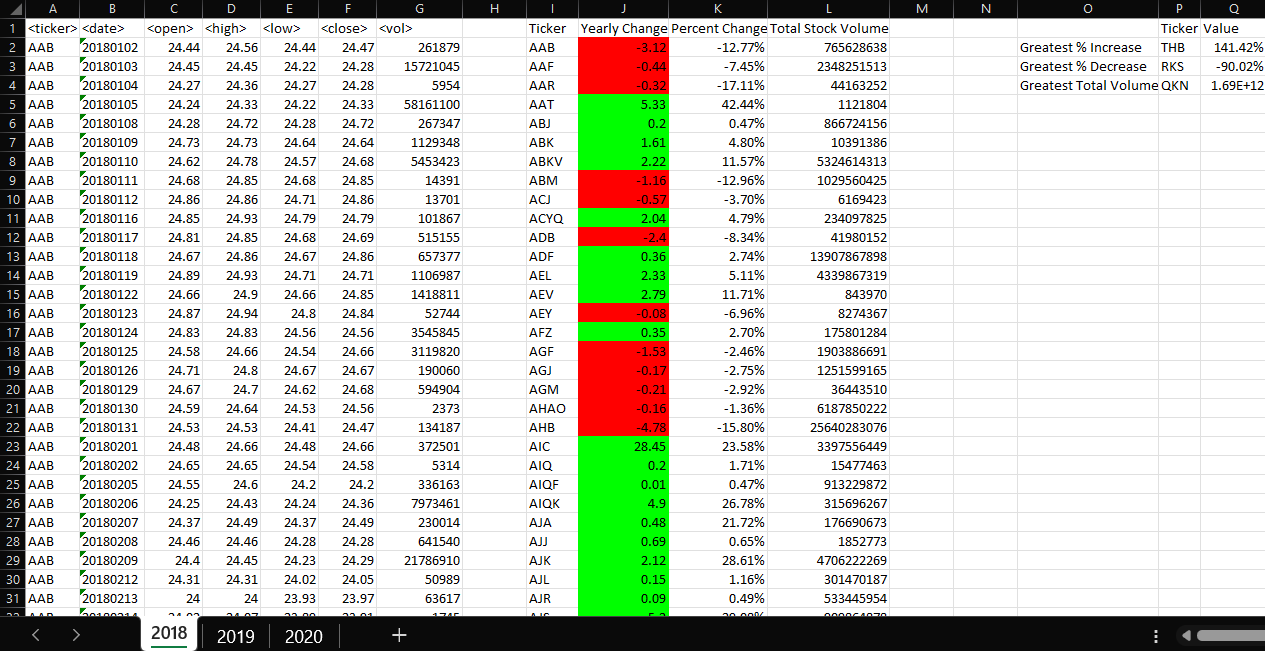 A B C D E F G H I J K L M N O P Q
1 <ticker> <date> <open> <high> <low> <close> <vol> Ticker Yearly Change Percent Change Total Stock Volume Ticker Value
2 AAB 20180102 24.44 24.56 24.44 24.47 261879 AAB -3.12 -12.77% 765628638 Greatest % Increase THB 141.42%
3 AAB 20180103 24.45 24.45 24.22 24.28 15721045 AAF -0.44 -7.45% 2348251513 Greatest % Decrease RKS -90.02%
4 AAB 20180104 24.27 24.36 24.27 24.28 5954 AAR -0.32 -17.11% 44163252 Greatest Total Volume QKN 1.69E+12
5 AAB 20180105 24.24 24.33 24.22 24.33 58161100 AAT 5.33 42.44% 1121804
6 AAB 20180108 24.28 24.72 24.28 24.72 267347 ABJ 0.2 0.47% 866724156
7 AAB 20180109 24.73 24.73 24.64 24.64 1129348 ABK 1.61 4.80% 10391386
8 AAB 20180110 24.62 24.78 24.57 24.68 5453423 ABKV 2.22 11.57% 5324614313
9 AAB 20180111 24.68 24.85 24.68 24.85 14391 ABM -1.16 -12.96% 1029560425
10 AAB 20180112 24.86 24.86 24.71 24.86 13701 ACJ -0.57 -3.70% 6169423
11 AAB 20180116 24.85 24.93 24.79 24.79 101867 ACYQ 2.04 4.79% 234097825
12 AAB 20180117 24.81 24.85 24.68 24.69 515155 ADB -2.4 -8.34% 41980152
13 AAB 20180118 24.67 24.86 24.67 24.86 657377 ADF 0.36 2.74% 13907867898
14 AAB 20180119 24.89 24.93 24.71 24.71 1106987 AEL 2.33 5.11% 4339867319
15 AAB 20180122 24.66 24.9 24.66 24.85 1418811 AEV 2.79 11.71% 843970
16 AAB 20180123 24.87 24.94 24.8 24.84 52744 AEY -0.08 -6.96% 8274367
17 AAB 20180124 24.83 24.83 24.56 24.56 3545845 AFZ 0.35 2.70% 175801284
18 AAB 20180125 24.58 24.66 24.54 24.66 3119820 AGF -1.53 -2.46% 1903886691
19 AAB 20180126 24.71 24.8 24.67 24.67 190060 AGJ -0.17 -2.75% 1251599165
20 AAB 20180129 24.67 24.7 24.62 24.68 594904 AGM -0.21 -2.92% 36443510
21 AAB 20180130 24.59 24.64 24.53 24.56 2373 AHAO -0.16 -1.36% 6187850222
22 AAB 20180131 24.53 24.53 24.41 24.47 134187 AHB -4.78 -15.80% 25640283076
23 AAB 20180201 24.48 24.66 24.48 24.66 372501 AIC 28.45 23.58% 3397556449
24 AAB 20180202 24.65 24.65 24.54 24.58 5314 AIQ 0.2 1.71% 15477463
25 AAB 20180205 24.55 24.6 24.2 24.2 336163 AIQF 0.01 0.47% 913229872
26 AAB 20180206 24.25 24.43 24.24 24.36 7973461 AIQK 4.9 26.78% 315696267
27 AAB 20180207 24.37 24.49 24.37 24.49 230014 AJA 0.48 21.72% 176690673
28 AAB 20180208 24.46 24.46 24.28 24.28 641540 AJJ 0.69 0.65% 1852773
29 AAB 20180209 24.4 24.45 24.23 24.29 21786910 AJK 2.12 28.61% 4706222269
30 AAB 20180212 24.31 24.31 24.02 24.05 50989 AJL 0.15 1.16% 301470187
31 AAB 20180213 24 24 23.93 23.97 63617 AJR 0.09 0.49% 533445954
2018 2019 2020